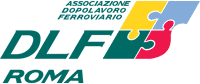 ASSOCIAZIONE
DOPOLAVORO
FERROVIARIO
DLF
ROMA